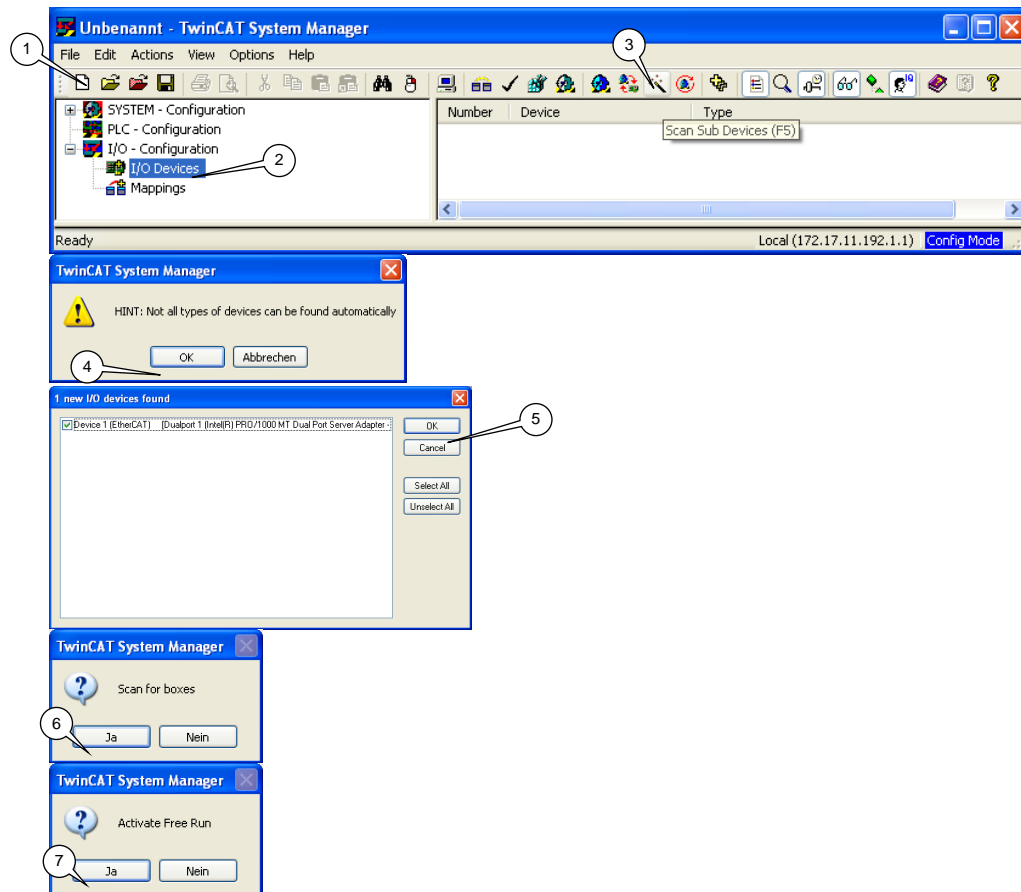 Unbenannt - TwinCAT System Manager
1
3
File Edit Actions View Options Help
SYSTEM - Configuration
PLC - Configuration
I/O - Configuration
I/O Devices
Mappings
2
Number Device Type
Scan Sub Devices (F5)
Ready
Local (172.17.11.192.1.1) Config Mode
TwinCAT System Manager
HINT: Not all types of devices can be found automatically
OK Abbrechen
4
1 new I/O devices found
Device 1 (EtherCAT) [Dualport 1 (Intel(R) PRO/1000 MT Dual Port Server Adapter -
OK
5
Cancel
Select All
Unselect All
TwinCAT System Manager
Scan for boxes
6
Ja Nein
TwinCAT System Manager
Activate Free Run
7
Ja Nein